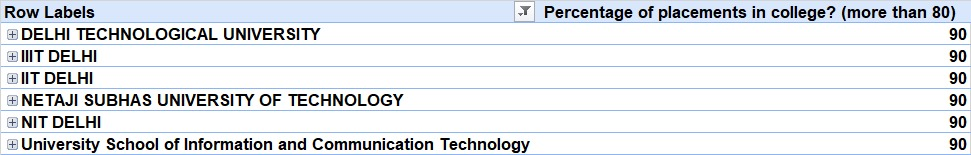 Row Labels Percentage of placements in college? (more than 80)
DELHI TECHNOLOGICAL UNIVERSITY 90
IIIT DELHI 90
IIT DELHI 90
NETAJI SUBHAS UNIVERSITY OF TECHNOLOGY 90
NIT DELHI 90
University School of Information and Communication Technology 90